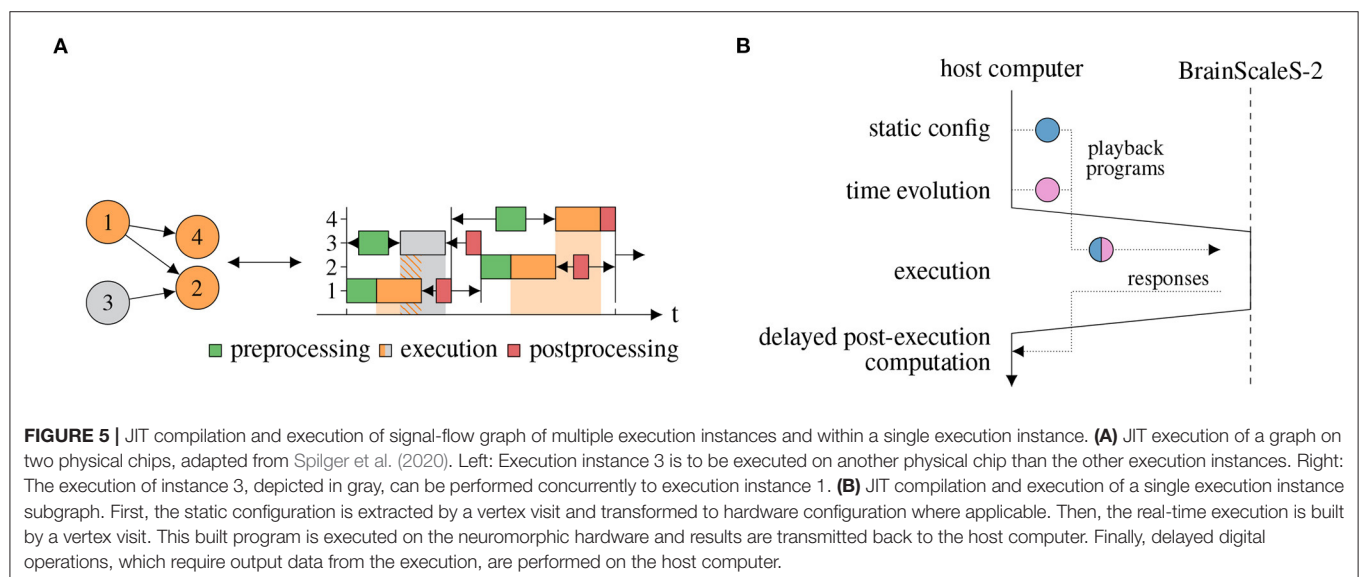 A
1
4
2
3
4
3
2
1
t
preprocessing execution postprocessing
B
host computer
BrainScaleS-2
static config
playback
programs
time evolution
execution
responses
delayed post-execution
computation
FIGURE 5 | JIT compilation and execution of signal-flow graph of multiple execution instances and within a single execution instance. (A) JIT execution of a graph on
two physical chips, adapted from Spilger et al. (2020). Left: Execution instance 3 is to be executed on another physical chip than the other execution instances. Right:
The execution of instance 3, depicted in gray, can be performed concurrently to execution instance 1. (B) JIT compilation and execution of a single execution instance
subgraph. First, the static configuration is extracted by a vertex visit and transformed to hardware configuration where applicable. Then, the real-time execution is built
by a vertex visit. This built program is executed on the neuromorphic hardware and results are transmitted back to the host computer. Finally, delayed digital
operations, which require output data from the execution, are performed on the host computer.